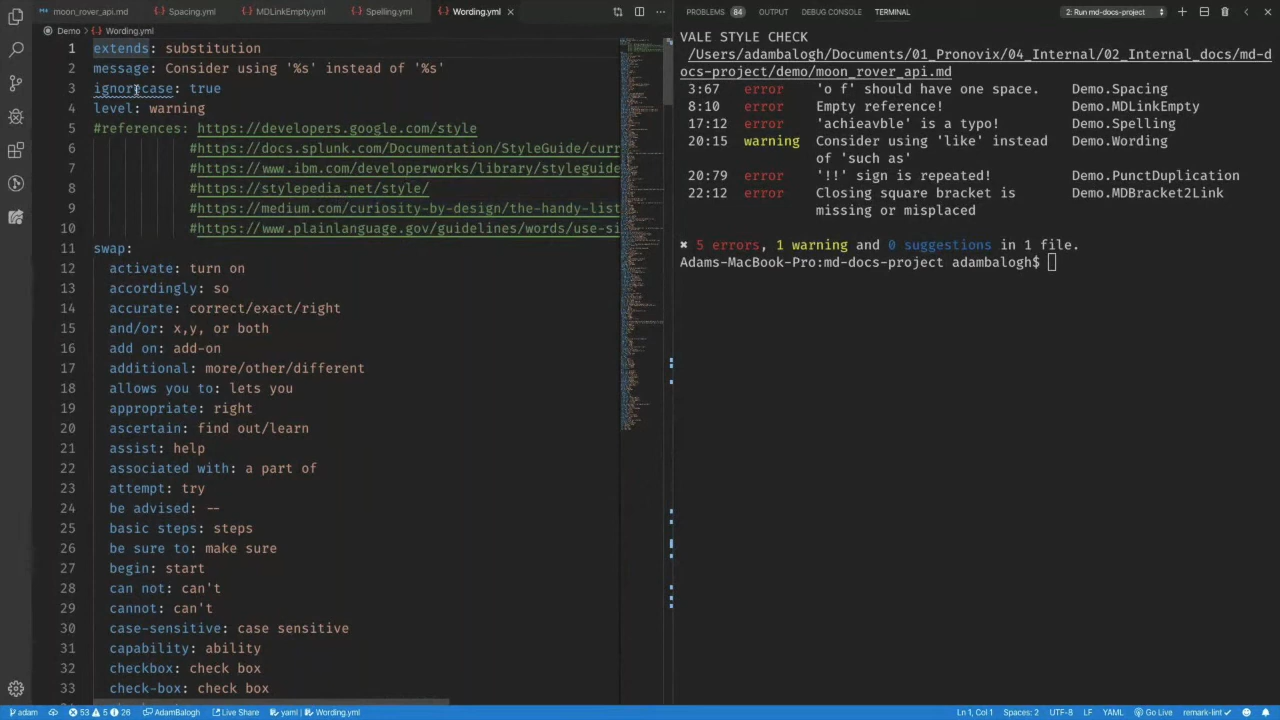 moon_rover_api.md
Spacing.yml
MDLinkEmpty.yml
Spelling.yml
Wording.yml
PROBLEMS 84 OUTPUT DEBUG CONSOLE TERMINAL
2: Run md-docs-project
Demo > Wording.yml
1 extends: substitution
2 message: Consider using '%s' instead of '%s'
3 ignorecase: true
4 level: warning
5 #references: https://developers.google.com/style
6 #https://docs.splunk.com/Documentation/StyleGuide/curr
7 #https://www.ibm.com/developerworks/library/styleguide
8 #https://stylepedia.net/style/
9 #https://medium.com/curiosity-by-design/the-handy-list
10 #https://www.plainlanguage.gov/guidelines/words/use-si
11 swap:
12 activate: turn on
13 accordingly: so
14 accurate: correct/exact/right
15 and/or: x,y, or both
16 add on: add-on
17 additional: more/other/different
18 allows you to: lets you
19 appropriate: right
20 ascertain: find out/learn
21 assist: help
22 associated with: a part of
23 attempt: try
24 be advised: --
25 basic steps: steps
26 be sure to: make sure
27 begin: start
28 can not: can't
29 cannot: can't
30 case-sensitive: case sensitive
31 capability: ability
32 checkbox: check box
33 check-box: check box
VALE STYLE CHECK
/Users/adambalogh/Documents/01_Pronovix/04_Internal/02_Internal_docs/md-d
ocs-project/demo/moon_rover_api.md
3:67 error 'o f' should have one space. Demo.Spacing
8:10 error Empty reference! Demo.MDLinkEmpty
17:12 error 'achieavble' is a typo! Demo.Spelling
20:15 warning Consider using 'like' instead Demo.Wording
of 'such as'
20:79 error '!!' sign is repeated! Demo.PunctDuplication
22:12 error Closing square bracket is Demo.MDBracket2Link
missing or misplaced
✖ 5 errors, 1 warning and 0 suggestions in 1 file.
Adams-MacBook-Pro:md-docs-project adambalogh$
adam 53 5 26 AdamBalogh Live Share yaml | Wording.yml Ln 1, Col 1 Spaces: 2 UTF-8 LF YAML Go Live remark-lint ✓